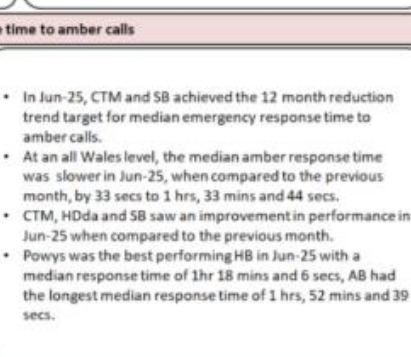 time to amber calls
• In Jun-25, CTM and SB achieved the 12 month reduction
trend target for median emergency response time to
amber calls.
• At an all Wales level, the median amber response time
was slower in Jun-25, when compared to the previous
month, by 33 secs to 1 hrs, 33 mins and 44 secs.
• CTM, HDda and SB saw an improvement in performance in
Jun-25 when compared to the previous month.
• Powys was the best performing HB in Jun-25 with a
median response time of 1hr 18 mins and 6 secs, AB had
the longest median response time of 1 hrs, 52 mins and 39
secs.